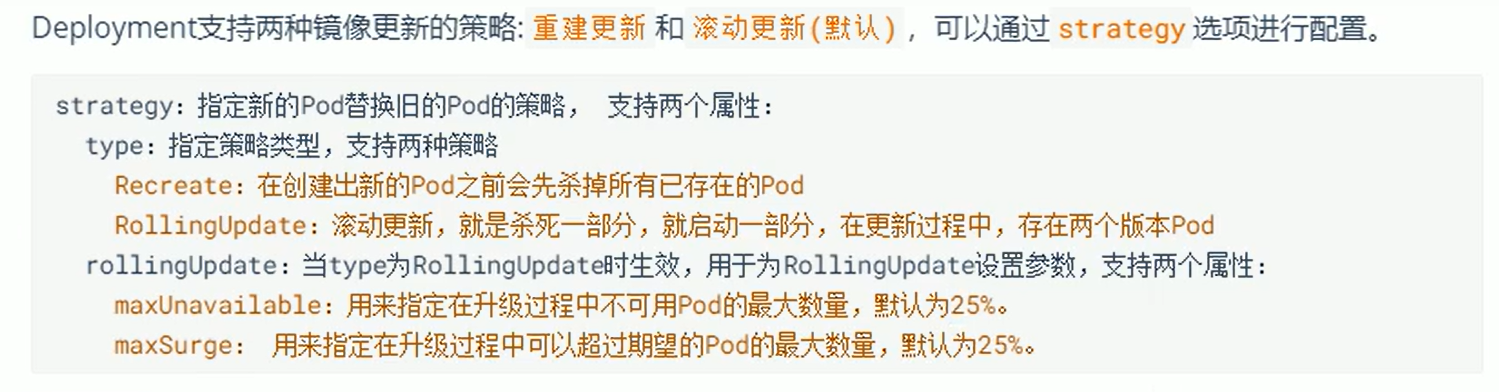 Deployment支持两种镜像更新的策略: 重建更新 和 滚动更新(默认) ，可以通过 strategy 选项进行配置。
strategy：指定新的Pod替换旧的Pod的策略， 支持两个属性：
type：指定策略类型，支持两种策略
Recreate：在创建出新的Pod之前会先杀掉所有已存在的Pod
RollingUpdate：滚动更新，就是杀死一部分，就启动一部分，在更新过程中，存在两个版本Pod
rollingUpdate：当type为RollingUpdate时生效，用于为RollingUpdate设置参数，支持两个属性：
maxUnavailable：用来指定在升级过程中不可用Pod的最大数量，默认为25%。
maxSurge： 用来指定在升级过程中可以超过期望的Pod的最大数量，默认为25%。